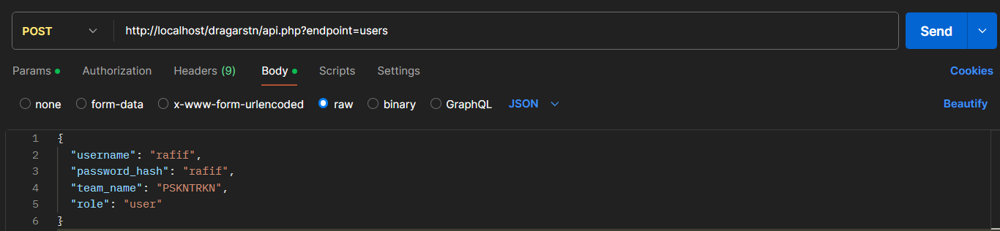 POST http://localhost/dragarstn/api.php?endpoint=users Send
Params Authorization Headers (9) Body Scripts Settings Cookies
none form-data x-www-form-urlencoded raw binary GraphQL JSON Beautify
1 {
2 "username": "rafif",
3 "password_hash": "rafif",
4 "team_name": "PSKNTRKN",
5 "role": "user"
6 }